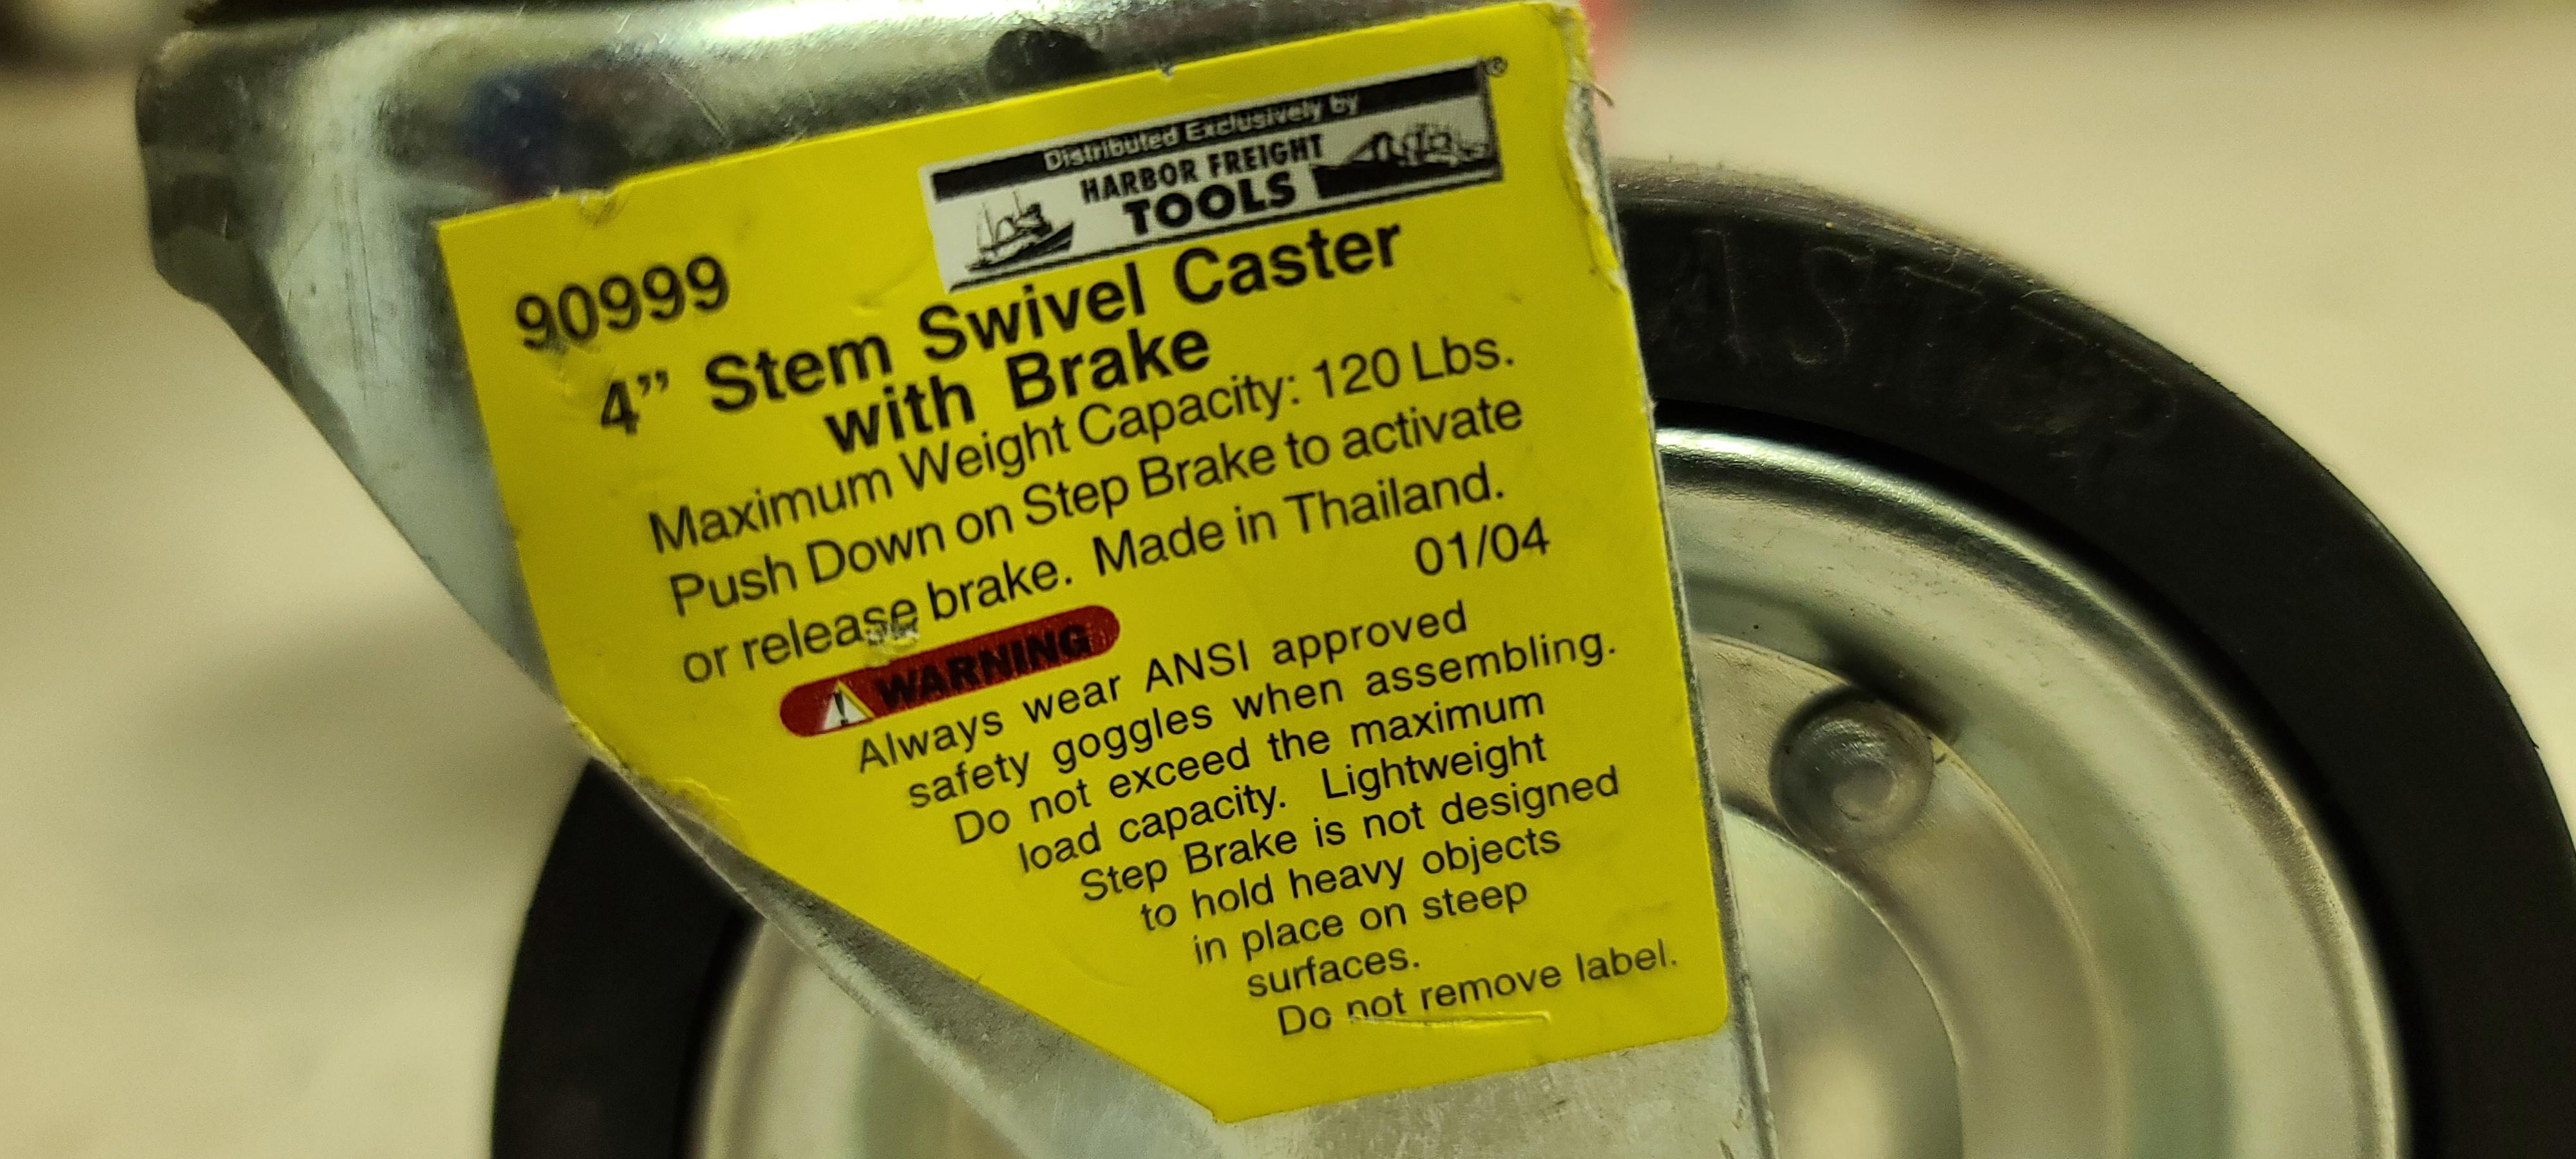 Distributed Exclusively by
HARBOR FREIGHT
TOOLS
®
90999
4” Stem Swivel Caster
with Brake
Maximum Weight Capacity: 120 Lbs.
Push Down on Step Brake to activate
or release brake. Made in Thailand.
01/04
WARNING
Always wear ANSI approved
safety goggles when assembling.
Do not exceed the maximum
load capacity. Lightweight
Step Brake is not designed
to hold heavy objects
in place on steep
surfaces.
Do not remove label.